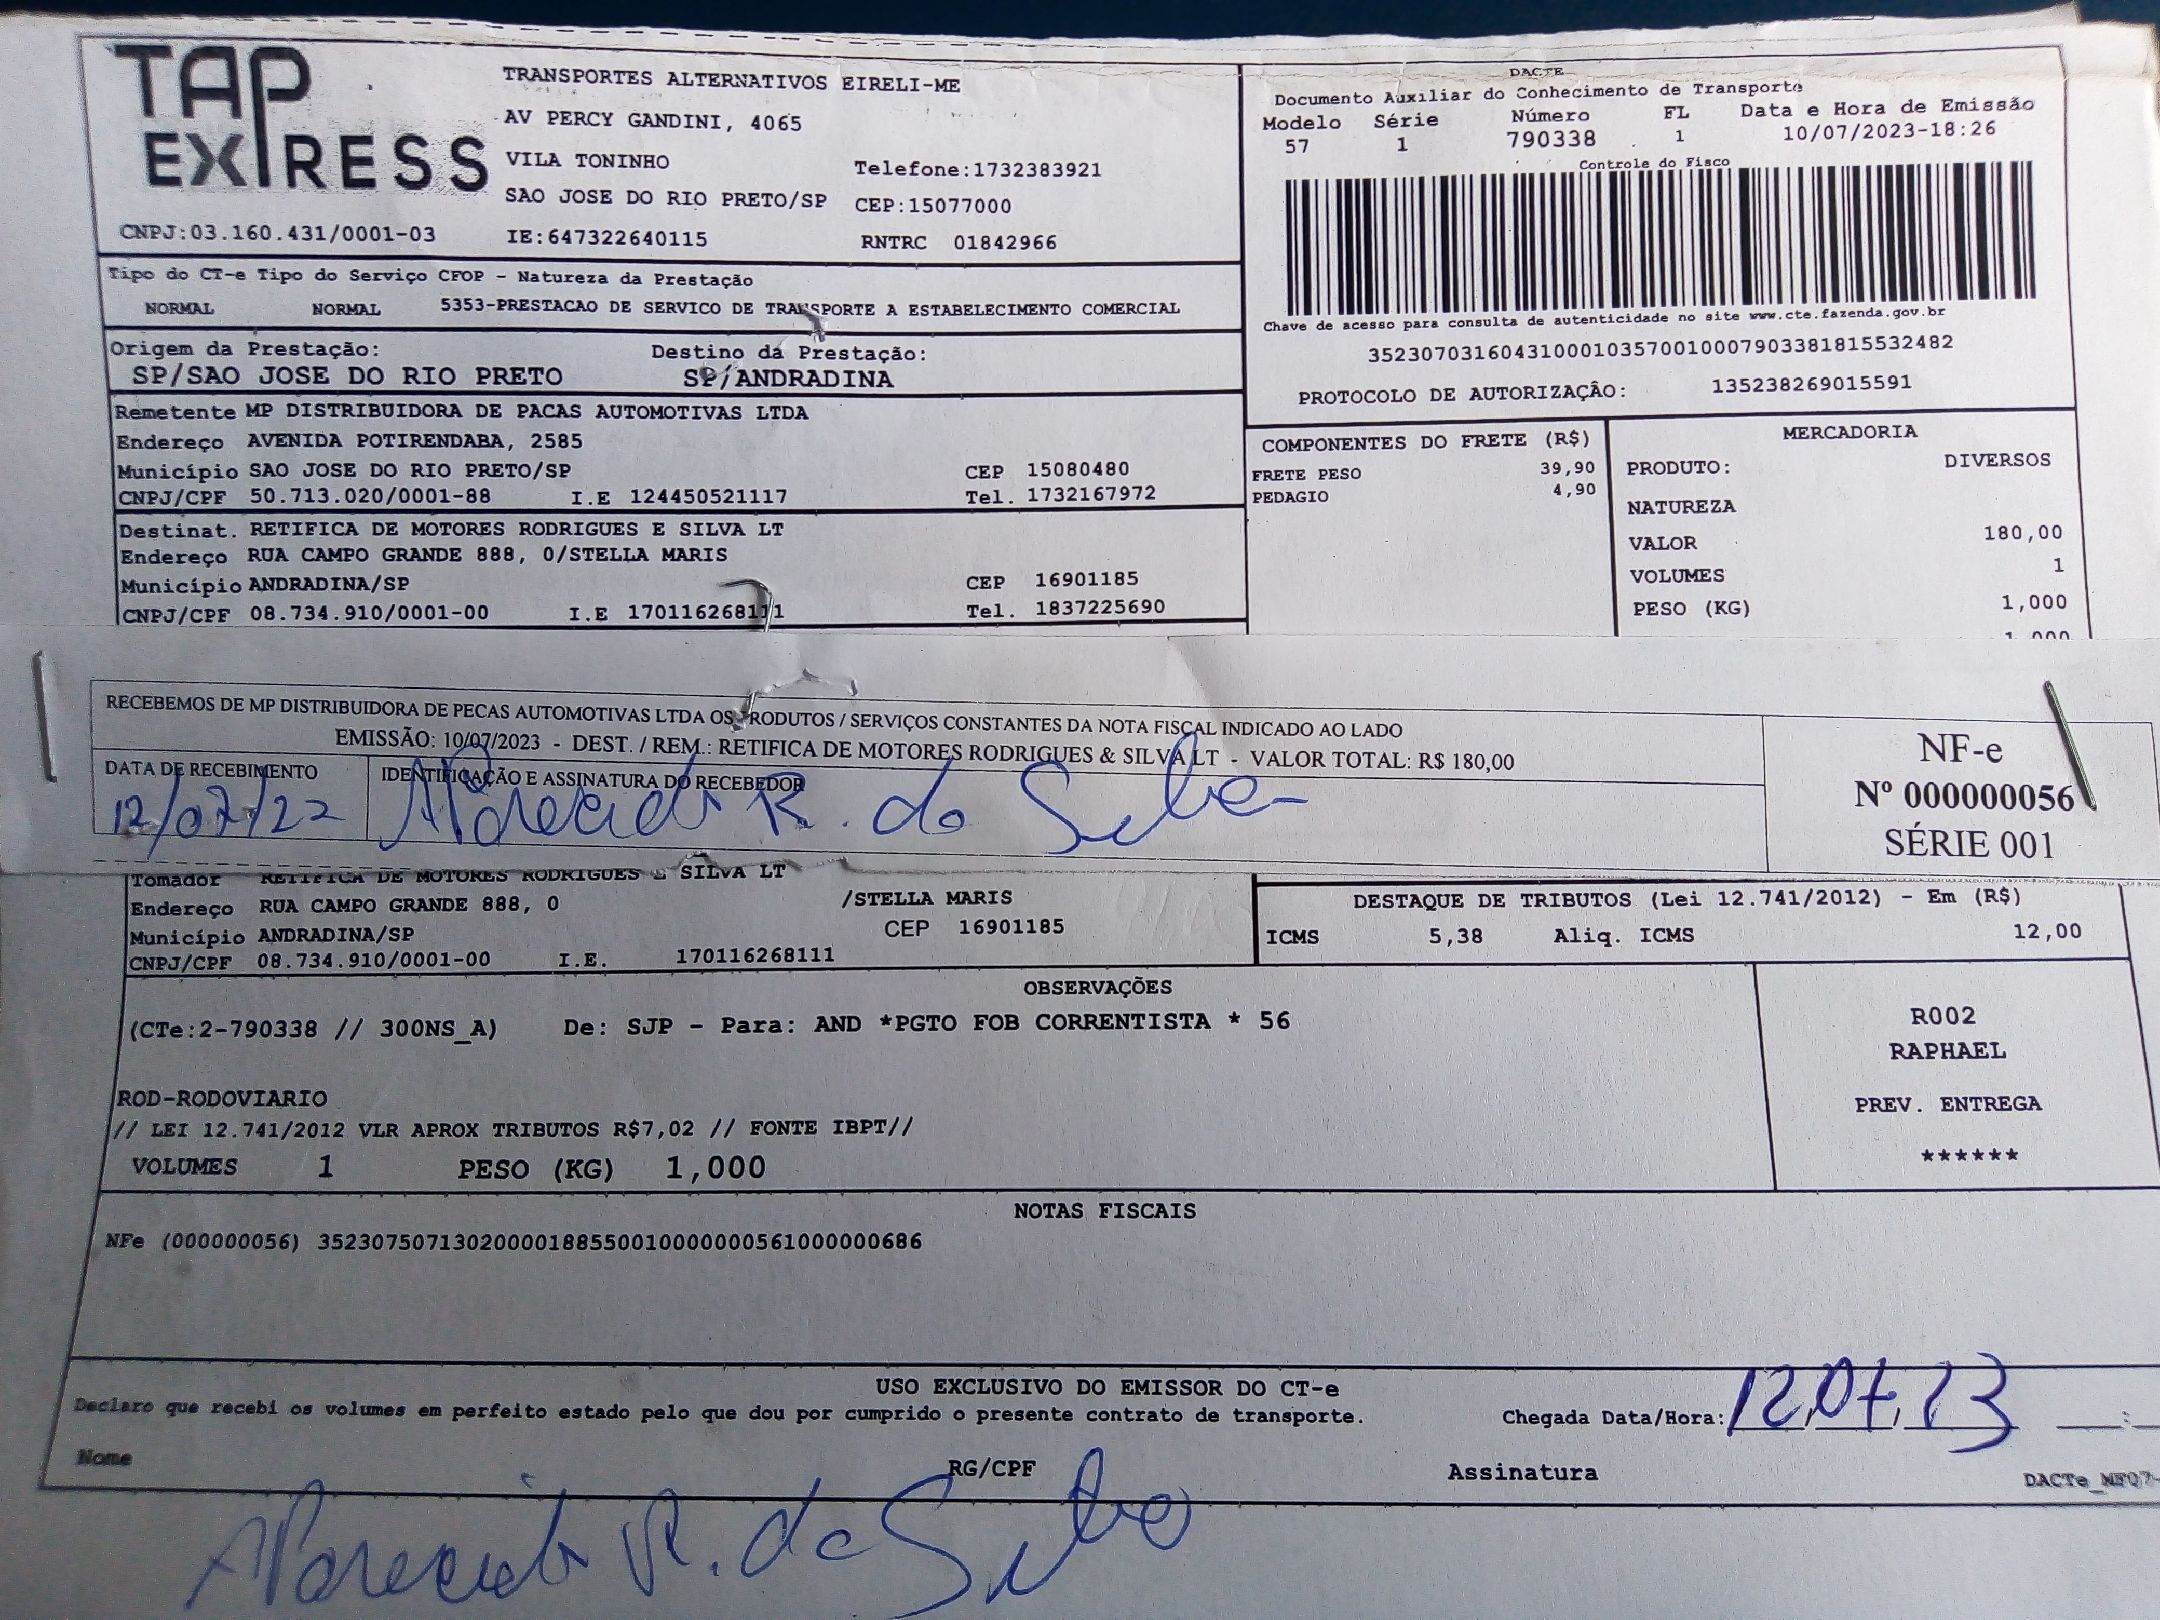 TAP EXPRESS
TRANSPORTES ALTERNATIVOS EIRELI-ME
AV PERCY GANDINI, 4065
VILA TONINHO Telefone:1732383921
SAO JOSE DO RIO PRETO/SP CEP:15077000
CNPJ:03.160.431/0001-03 IE:647322640115 RNTRC 01842966
DACTE
Documento Auxiliar do Conhecimento de Transporte
Modelo Série Número FL Data e Hora de Emissão
57 1 790338 1 10/07/2023-18:26
Controle do Fisco
Chave de acesso para consulta de autenticidade no site www.cte.fazenda.gov.br
35230703160431000103570010007903381815532482
PROTOCOLO DE AUTORIZAÇÃO: 135238269015591
Tipo do CT-e Tipo do Serviço CFOP - Natureza da Prestação
NORMAL NORMAL 5353-PRESTACAO DE SERVICO DE TRANSPORTE A ESTABELECIMENTO COMERCIAL
Origem da Prestação: Destino da Prestação:
SP/SAO JOSE DO RIO PRETO SP/ANDRADINA
Remetente MP DISTRIBUIDORA DE PACAS AUTOMOTIVAS LTDA
Endereço AVENIDA POTIRENDABA, 2585
Município SAO JOSE DO RIO PRETO/SP CEP 15080480
CNPJ/CPF 50.713.020/0001-88 I.E 124450521117 Tel. 1732167972
Destinat. RETIFICA DE MOTORES RODRIGUES E SILVA LT
Endereço RUA CAMPO GRANDE 888, 0/STELLA MARIS
Município ANDRADINA/SP CEP 16901185
CNPJ/CPF 08.734.910/0001-00 I.E 170116268111 Tel. 1837225690
COMPONENTES DO FRETE (R$)
FRETE PESO 39,90
PEDAGIO 4,90
MERCADORIA
PRODUTO: DIVERSOS
NATUREZA
VALOR 180,00
VOLUMES 1
PESO (KG) 1,000
1,000
RECEBEMOS DE MP DISTRIBUIDORA DE PECAS AUTOMOTIVAS LTDA OS PRODUTOS / SERVIÇOS CONSTANTES DA NOTA FISCAL INDICADO AO LADO
EMISSÃO: 10/07/2023 - DEST. / REM.: RETIFICA DE MOTORES RODRIGUES & SILVA LT - VALOR TOTAL: R$ 180,00
DATA DE RECEBIMENTO IDENTIFICAÇÃO E ASSINATURA DO RECEBEDOR
12/07/22 Aparecido R. da Silva
NF-e
Nº 000000056
SÉRIE 001
Tomador RETIFICA DE MOTORES RODRIGUES E SILVA LT
Endereço RUA CAMPO GRANDE 888, 0 /STELLA MARIS
Município ANDRADINA/SP CEP 16901185
CNPJ/CPF 08.734.910/0001-00 I.E. 170116268111
DESTAQUE DE TRIBUTOS (Lei 12.741/2012) - Em (R$)
ICMS 5,38 Aliq. ICMS 12,00
OBSERVAÇÕES
(CTe:2-790338 // 300NS_A) De: SJP - Para: AND *PGTO FOB CORRENTISTA * 56
ROD-RODOVIARIO
// LEI 12.741/2012 VLR APROX TRIBUTOS R$7,02 // FONTE IBPT//
VOLUMES 1 PESO (KG) 1,000
R002
RAPHAEL
PREV. ENTREGA
******
NOTAS FISCAIS
NFe (000000056) 35230750713020000188550010000000561000000686
USO EXCLUSIVO DO EMISSOR DO CT-e
Declaro que recebi os volumes em perfeito estado pelo que dou por cumprido o presente contrato de transporte. Chegada Data/Hora: 12,07,23 __:
Nome RG/CPF Assinatura
DACTe_MF07-
Aparecido R. da Silva